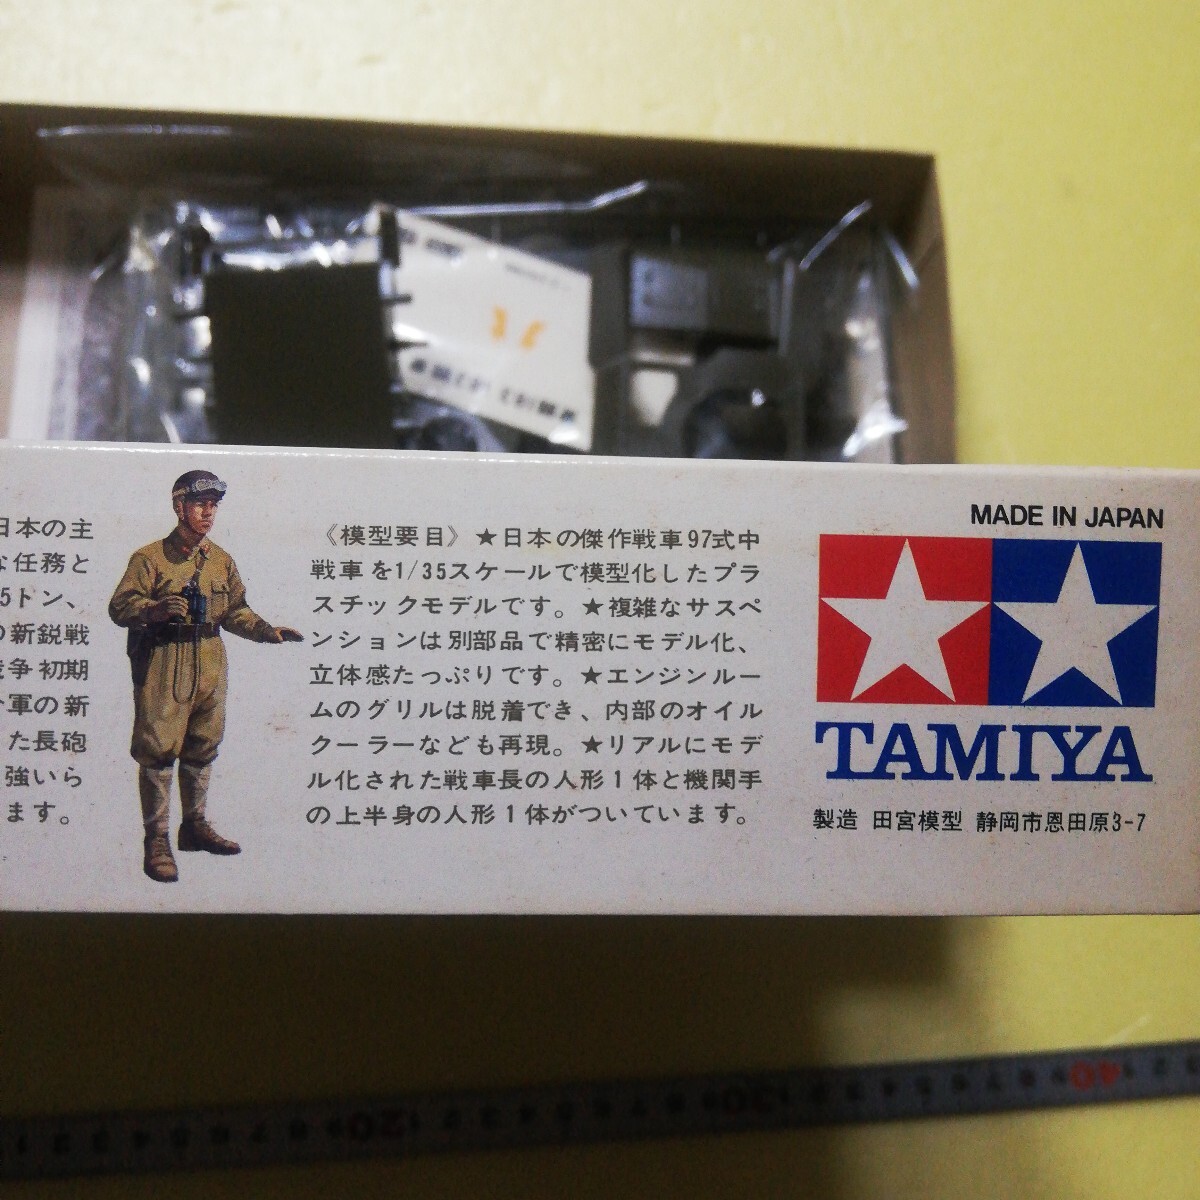 日本の主
な任務と
5トン、
の新鋭戦
争初期
軍の新
た長砲
強いら
ます。
《模型要目》★日本の傑作戦車97式中
戦車を1/35スケールで模型化したプラ
スチックモデルです。★複雑なサスペ
ンションは別部品で精密にモデル化、
立体感たっぷりです。★エンジンルー
ムのグリルは脱着でき、内部のオイル
クーラーなども再現。★リアルにモデ
ル化された戦車長の人形1体と機関手
の上半身の人形1体がついています。
MADE IN JAPAN
TAMIYA
製造 田宮模型 静岡市恩田原3-7
20
30
40